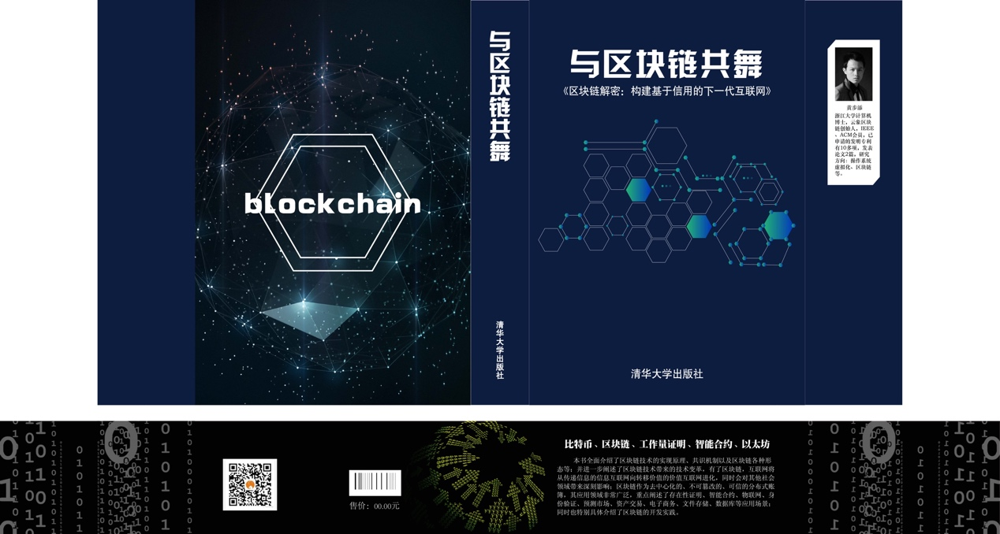 blockchain
与区块链共舞
清华大学出版社
与区块链共舞
《区块链解密：构建基于信用的下一代互联网》
清华大学出版社
黄步添
浙江大学计算机
博士，云象区块
链创始人，IEEE
、ACM会员，已
申请的发明专利
有10多项，发表
论文2篇，研究
方向：操作系统
虚拟化、区块链
等。
售价：00.00元
比特币、区块链、工作量证明、智能合约、以太坊
本书全面介绍了区块链技术的实现原理、共识机制以及区块链各种形
态等；并进一步阐述了区块链技术带来的技术变革，有了区块链，互联网将
从传递信息的信息互联网向转移价值的价值互联网进化，同时会对其他社会
领域带来深刻影响；区块链作为去中心化的、不可篡改的、可信的分布式账
簿，其应用领域非常广泛，重点阐述了存在性证明、智能合约、物联网、身
份验证、预测市场、资产交易、电子商务、文件存储、数据库等应用场景；
同时也特别具体介绍了区块链的开发实践。